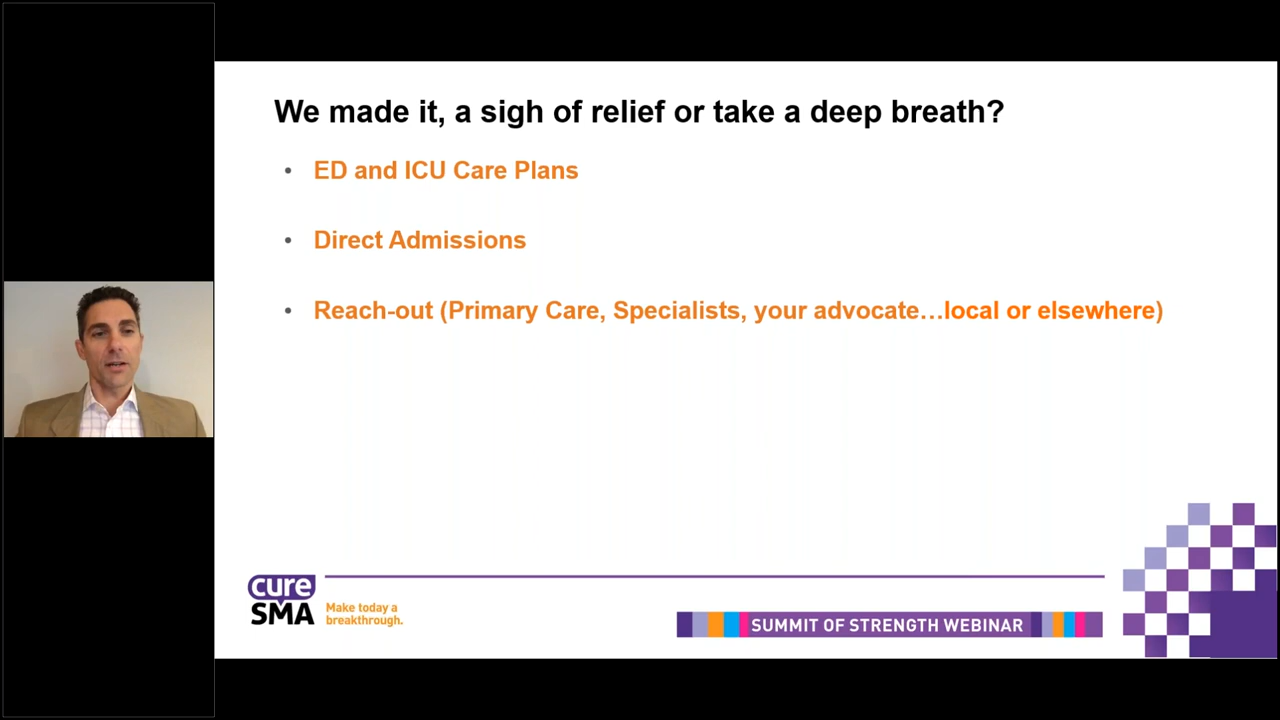 We made it, a sigh of relief or take a deep breath?
• ED and ICU Care Plans
• Direct Admissions
• Reach-out (Primary Care, Specialists, your advocate…local or elsewhere)
cure
SMA
Make today a
breakthrough.
SUMMIT OF STRENGTH WEBINAR